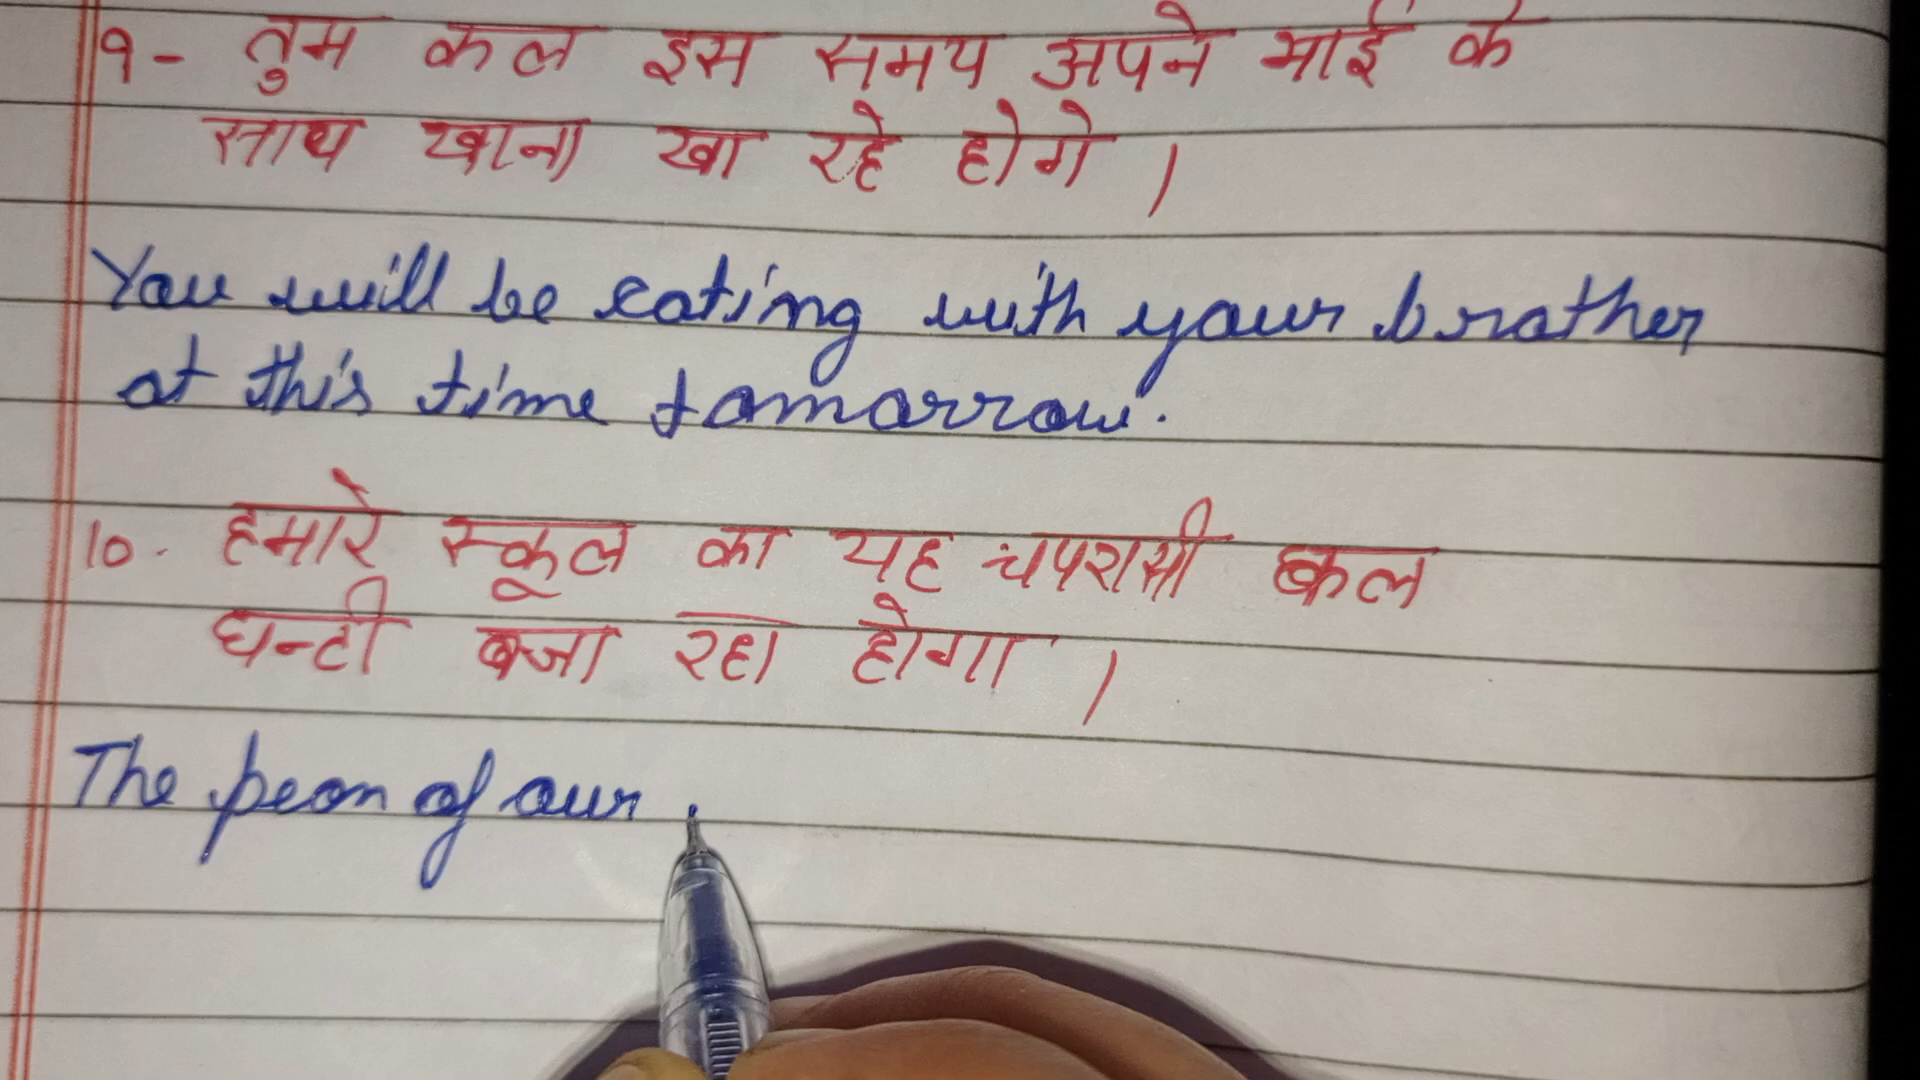 9- तुम कल इस समय अपने भाई के
साथ खाना खा रहे होगे ।
You will be eating with your brother
at this time tomorrow.
10. हमारे स्कूल का यह चपरासी कल
घन्टी बजा रहा होगा ।
The peon of our